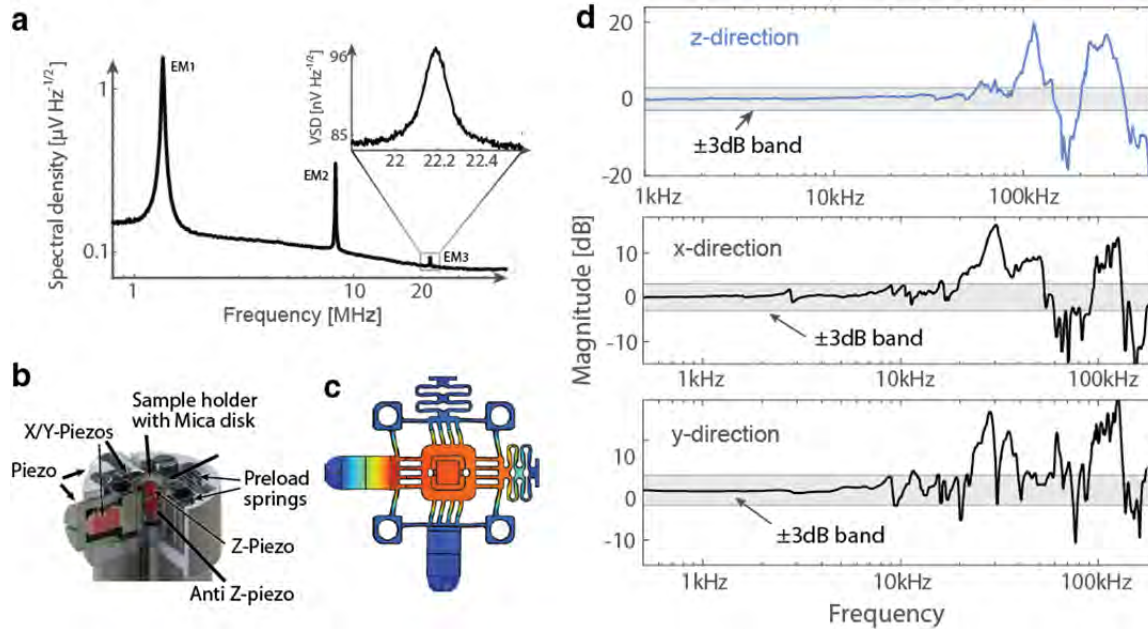 a
Spectral density [µV Hz-1/2]
1
0.1
EM1
EM2
EM3
1
10
20
Frequency [MHz]
VSD [nV Hz-1/2]
96
85
22
22.2
22.4
b
Sample holder
with Mica disk
X/Y-Piezos
Piezo
Preload
springs
Z-Piezo
Anti Z-piezo
c
d
Magnitude [dB]
20
0
-20
z-direction
±3dB band
1kHz
10kHz
100kHz
10
0
-10
x-direction
±3dB band
1kHz
10kHz
100kHz
10
0
-10
y-direction
±3dB band
1kHz
10kHz
100kHz
Frequency